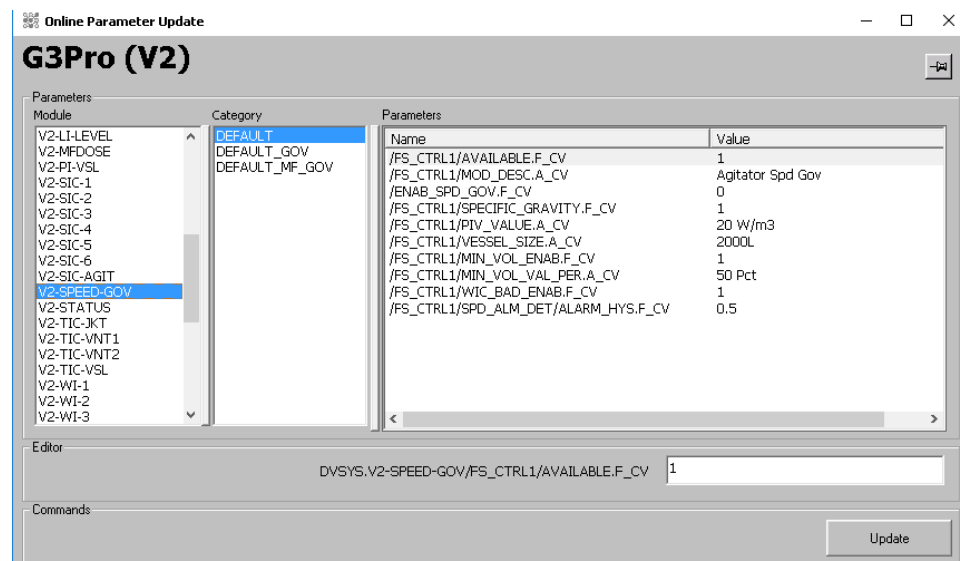 Online Parameter Update
G3Pro (V2)
Parameters
Module
V2-LI-LEVEL
V2-MFDOSE
V2-PI-VSL
V2-SIC-1
V2-SIC-2
V2-SIC-3
V2-SIC-4
V2-SIC-5
V2-SIC-6
V2-SIC-AGIT
V2-SPEED-GOV
V2-STATUS
V2-TIC-JKT
V2-TIC-VNT1
V2-TIC-VNT2
V2-TIC-VSL
V2-WI-1
V2-WI-2
V2-WI-3
Category
DEFAULT
DEFAULT_GOV
DEFAULT_MF_GOV
Parameters
Name Value
/FS_CTRL1/AVAILABLE.F_CV 1
/FS_CTRL1/MOD_DESC.A_CV Agitator Spd Gov
/ENAB_SPD_GOV.F_CV 0
/FS_CTRL1/SPECIFIC_GRAVITY.F_CV 1
/FS_CTRL1/PIV_VALUE.A_CV 20 W/m3
/FS_CTRL1/VESSEL_SIZE.A_CV 2000L
/FS_CTRL1/MIN_VOL_ENAB.F_CV 1
/FS_CTRL1/MIN_VOL_VAL_PER.A_CV 50 Pct
/FS_CTRL1/WIC_BAD_ENAB.F_CV 1
/FS_CTRL1/SPD_ALM_DET/ALARM_HYS.F_CV 0.5
Editor
DVSYS.V2-SPEED-GOV/FS_CTRL1/AVAILABLE.F_CV 1
Commands
Update